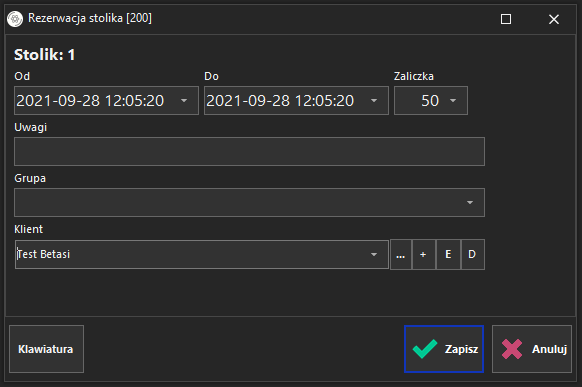 Rezerwacja stolika [200]
Stolik: 1
Od Do Zaliczka
2021-09-28 12:05:20 2021-09-28 12:05:20 50
Uwagi
Grupa
Klient
Test Betasi ... + E D
Klawiatura Zapisz Anuluj